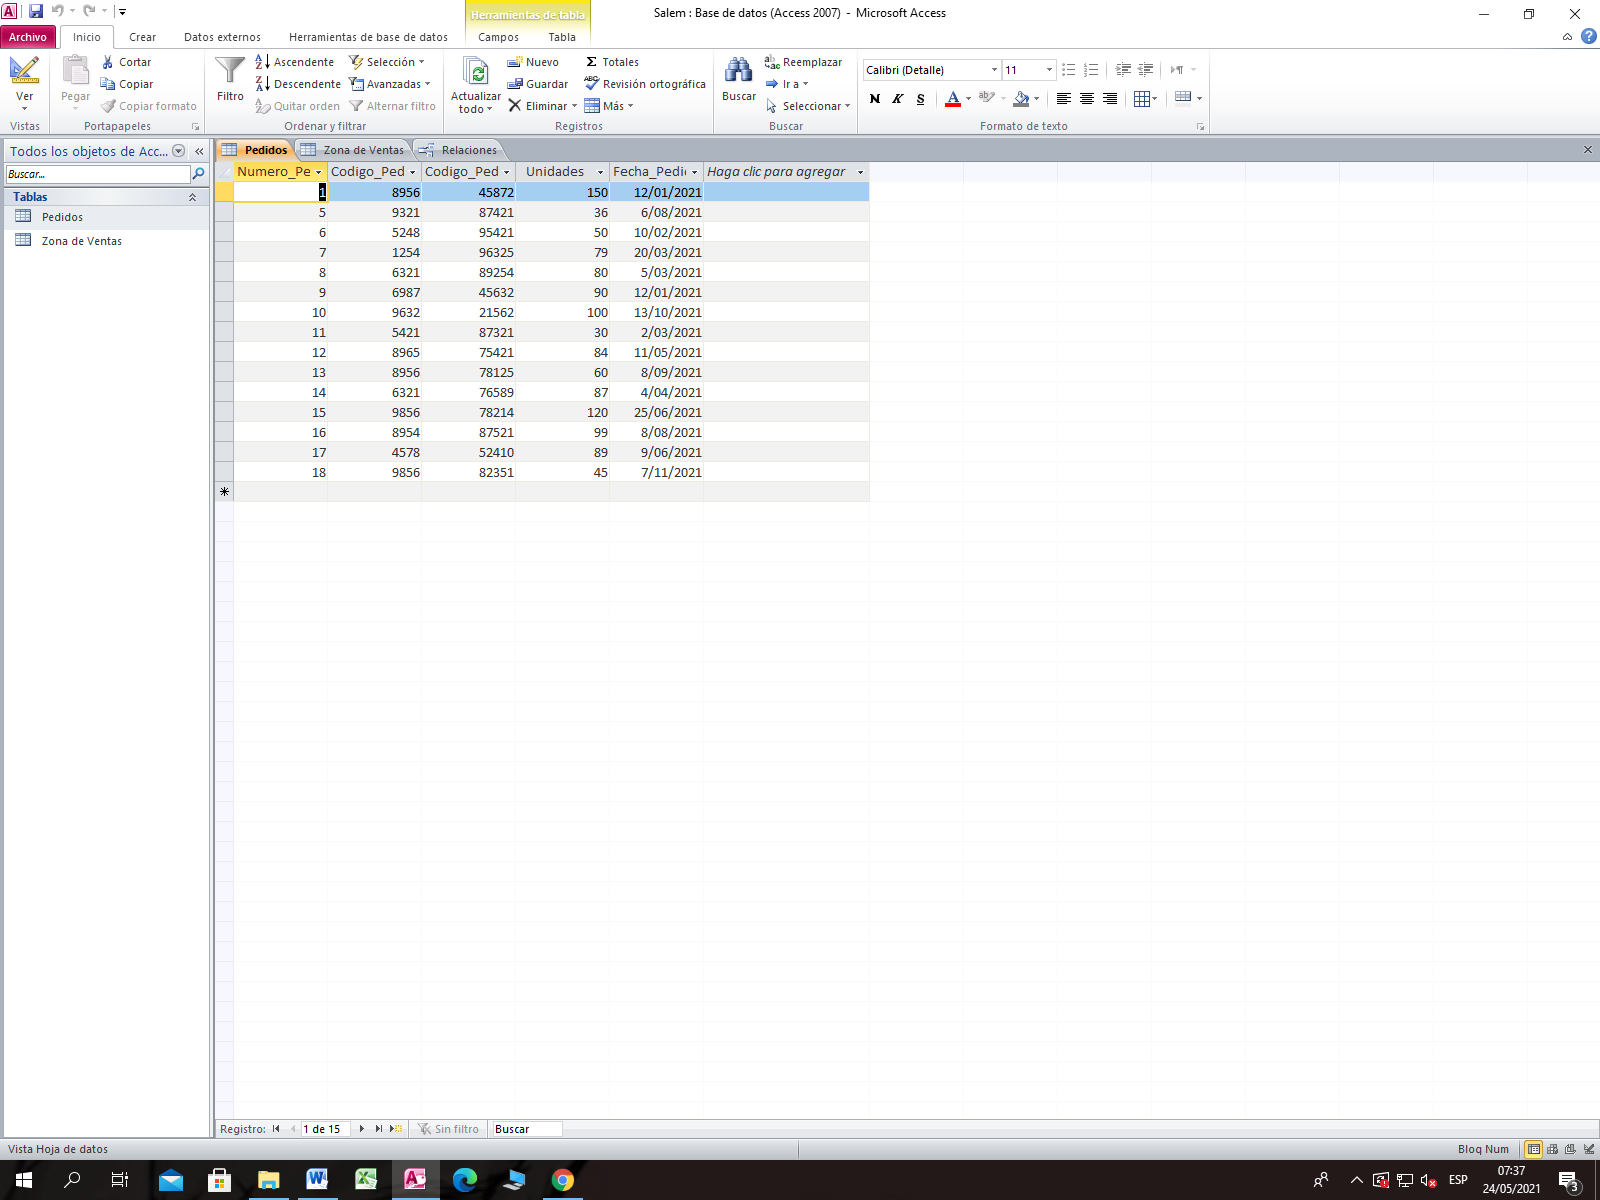 Herramientas de tabla
Salem : Base de datos (Access 2007) - Microsoft Access
Archivo Inicio Crear Datos externos Herramientas de base de datos Campos Tabla
Ver
Vistas
Pegar
Cortar
Copiar
Copiar formato
Portapapeles
Filtro
Ascendente
Descendente
Quitar orden
Selección
Avanzadas
Alternar filtro
Ordenar y filtrar
Actualizar
todo
Nuevo
Guardar
Eliminar
Totales
Revisión ortográfica
Más
Registros
Buscar
Reemplazar
Ir a
Seleccionar
Buscar
Calibri (Detalle) 11
N K S
Formato de texto
Todos los objetos de Acc...
Buscar...
Tablas
Pedidos
Zona de Ventas
Pedidos Zona de Ventas Relaciones
Numero_Pe Codigo_Ped Codigo_Ped Unidades Fecha_Pedi Haga clic para agregar
1 8956 45872 150 12/01/2021
5 9321 87421 36 6/08/2021
6 5248 95421 50 10/02/2021
7 1254 96325 79 20/03/2021
8 6321 89254 80 5/03/2021
9 6987 45632 90 12/01/2021
10 9632 21562 100 13/10/2021
11 5421 87321 30 2/03/2021
12 8965 75421 84 11/05/2021
13 8956 78125 60 8/09/2021
14 6321 76589 87 4/04/2021
15 9856 78214 120 25/06/2021
16 8954 87521 99 8/08/2021
17 4578 52410 89 9/06/2021
18 9856 82351 45 7/11/2021
Registro: 1 de 15 Sin filtro Buscar
Vista Hoja de datos
Bloq Num
ESP
07:37
24/05/2021
3